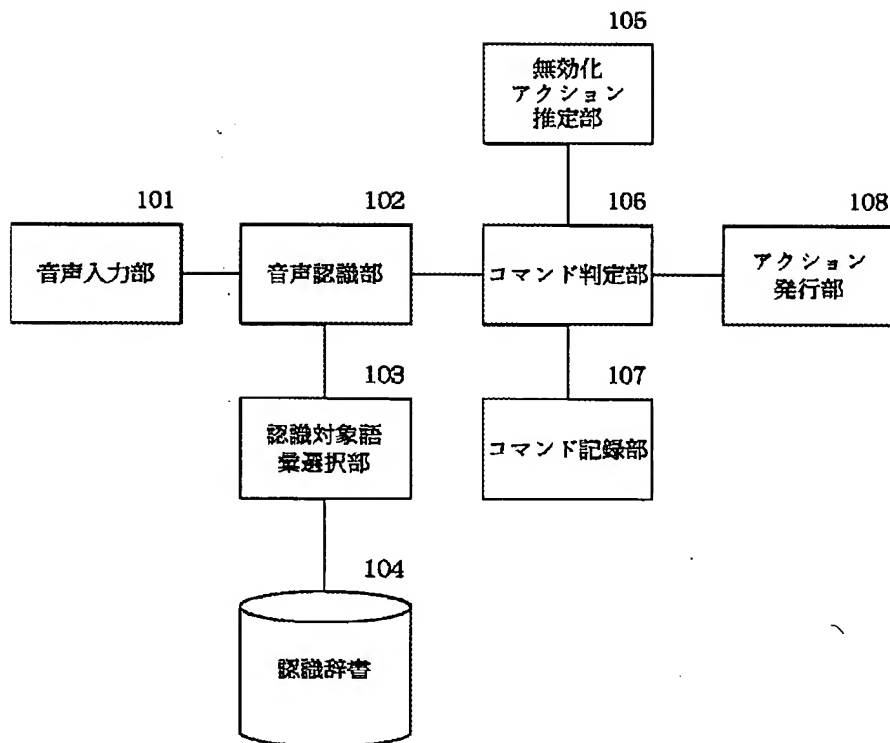 105
無効化
アクション
推定部
101
102
106
108
音声入力部
音声認識部
コマンド判定部
アクション
発行部
103
107
認識対象語
彙選択部
コマンド記録部
104
認識辞書